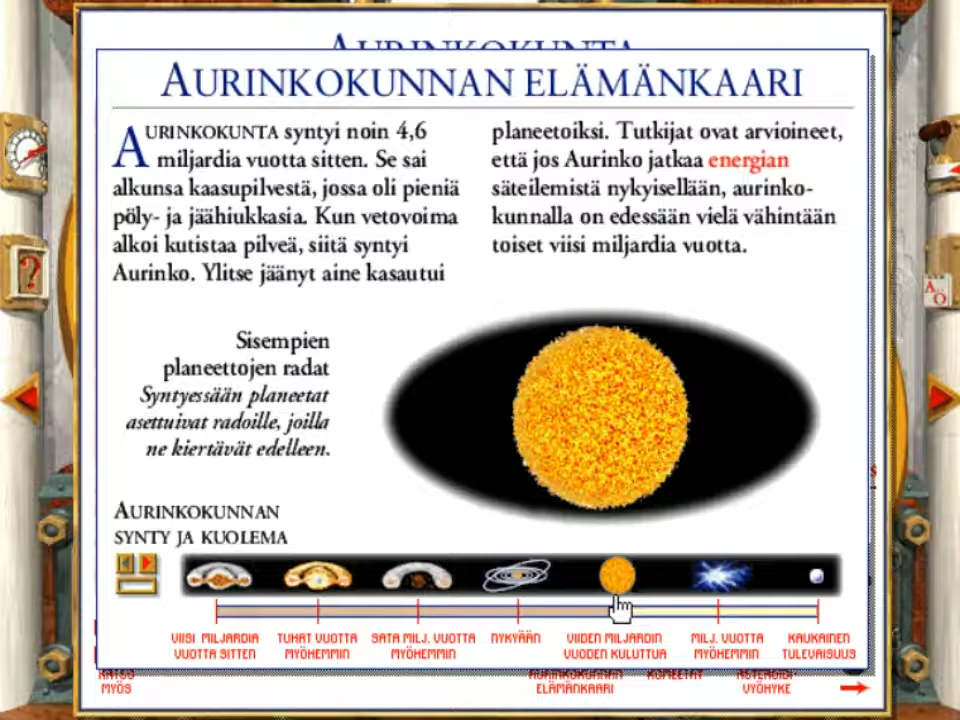 AURINKOKUNTA
AURINKOKUNNAN ELÄMÄNKAARI
AURINKOKUNTA syntyi noin 4,6
miljardia vuotta sitten. Se sai
alkunsa kaasupilvestä, jossa oli pieniä
pöly- ja jäähiukkasia. Kun vetovoima
alkoi kutistaa pilveä, siitä syntyi
Aurinko. Ylitse jäänyt aine kasautui
planeetoiksi. Tutkijat ovat arvioineet,
että jos Aurinko jatkaa energian
säteilemistä nykyisellään, aurinko-
kunnalla on edessään vielä vähintään
toiset viisi miljardia vuotta.
Sisempien
planeettojen radat
Syntyessään planeetat
asettuivat radoille, joilla
ne kiertävät edelleen.
AURINKOKUNNAN
SYNTY JA KUOLEMA
VIISI MILJARDIA
VUOTTA SITTEN
TUHAT VUOTTA
MYÖHEMMIN
SATA MILJ. VUOTTA
MYÖHEMMIN
NYKYÄÄN
VIIDEN MILJARDIN
VUODEN KULUTTUA
MILJ. VUOTTA
MYÖHEMMIN
KAUKAINEN
TULEVAISUUS
KATSO
MYÖS
AURINKOKUNNAN
ELÄMÄNKAARI
KOMEETAT
ASTEROIDI-
VYÖHYKE
?
A...
O